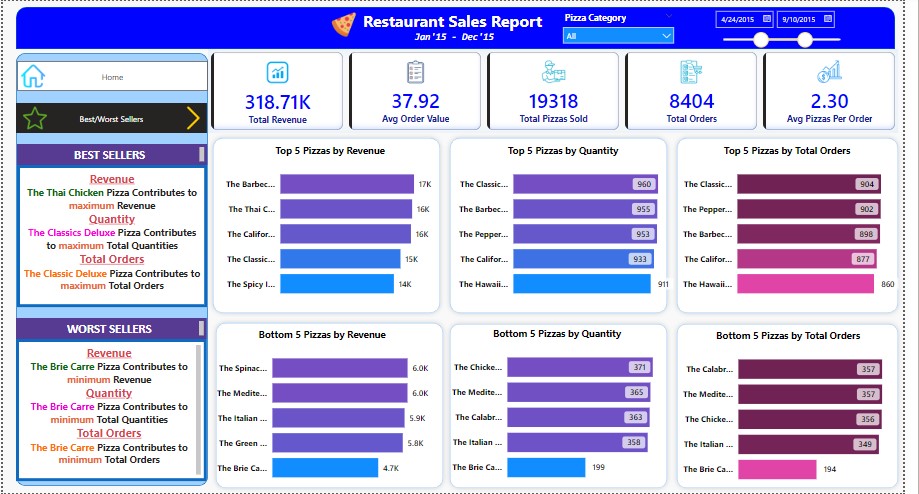 Restaurant Sales Report
Jan'15 - Dec'15
Pizza Category
All
4/24/2015
9/10/2015
Home
Best/Worst Sellers
BEST SELLERS
Revenue
The Thai Chicken Pizza Contributes to
maximum Revenue
Quantity
The Classics Deluxe Pizza Contributes
to maximum Total Quantities
Total Orders
The Classic Deluxe Pizza Contributes to
maximum Total Orders
WORST SELLERS
Revenue
The Brie Carre Pizza Contributes to
minimum Revenue
Quantity
The Brie Carre Pizza Contributes to
minimum Total Quantities
Total Orders
The Brie Carre Pizza Contributes to
minimum Total Orders
318.71K
Total Revenue
37.92
Avg Order Value
19318
Total Pizzas Sold
8404
Total Orders
2.30
Avg Pizzas Per Order
Top 5 Pizzas by Revenue
The Barbec... 17K
The Thai C... 16K
The Califor... 16K
The Classic... 15K
The Spicy I... 14K
Top 5 Pizzas by Quantity
The Classic... 960
The Barbec... 955
The Pepper... 953
The Califor... 933
The Hawaii... 911
Top 5 Pizzas by Total Orders
The Classic... 904
The Pepper... 902
The Barbec... 898
The Califor... 877
The Hawaii... 860
Bottom 5 Pizzas by Revenue
The Spinac... 6.0K
The Medite... 6.0K
The Italian ... 5.9K
The Green ... 5.8K
The Brie Ca... 4.7K
Bottom 5 Pizzas by Quantity
The Chicke... 371
The Medite... 365
The Calabr... 363
The Italian ... 358
The Brie Ca... 199
Bottom 5 Pizzas by Total Orders
The Calabr... 357
The Medite... 357
The Chicke... 356
The Italian ... 349
The Brie Ca... 194